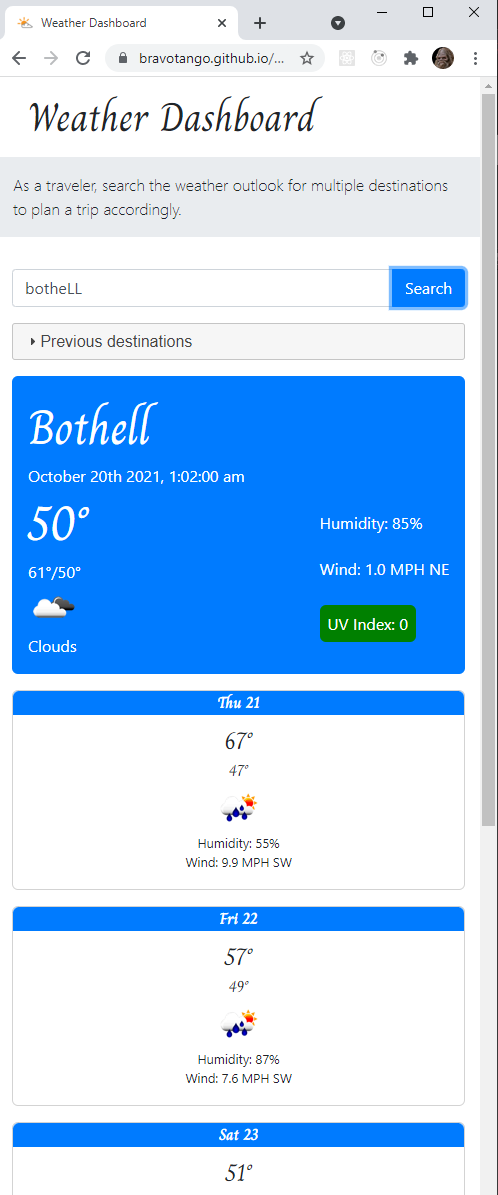 Weather Dashboard
bravotango.github.io/...
Weather Dashboard
As a traveler, search the weather outlook for multiple destinations
to plan a trip accordingly.
botheLL
Search
Previous destinations
Bothell
October 20th 2021, 1:02:00 am
50°
Humidity: 85%
61°/50°
Wind: 1.0 MPH NE
UV Index: 0
Clouds
Thu 21
67°
47°
Humidity: 55%
Wind: 9.9 MPH SW
Fri 22
57°
49°
Humidity: 87%
Wind: 7.6 MPH SW
Sat 23
51°